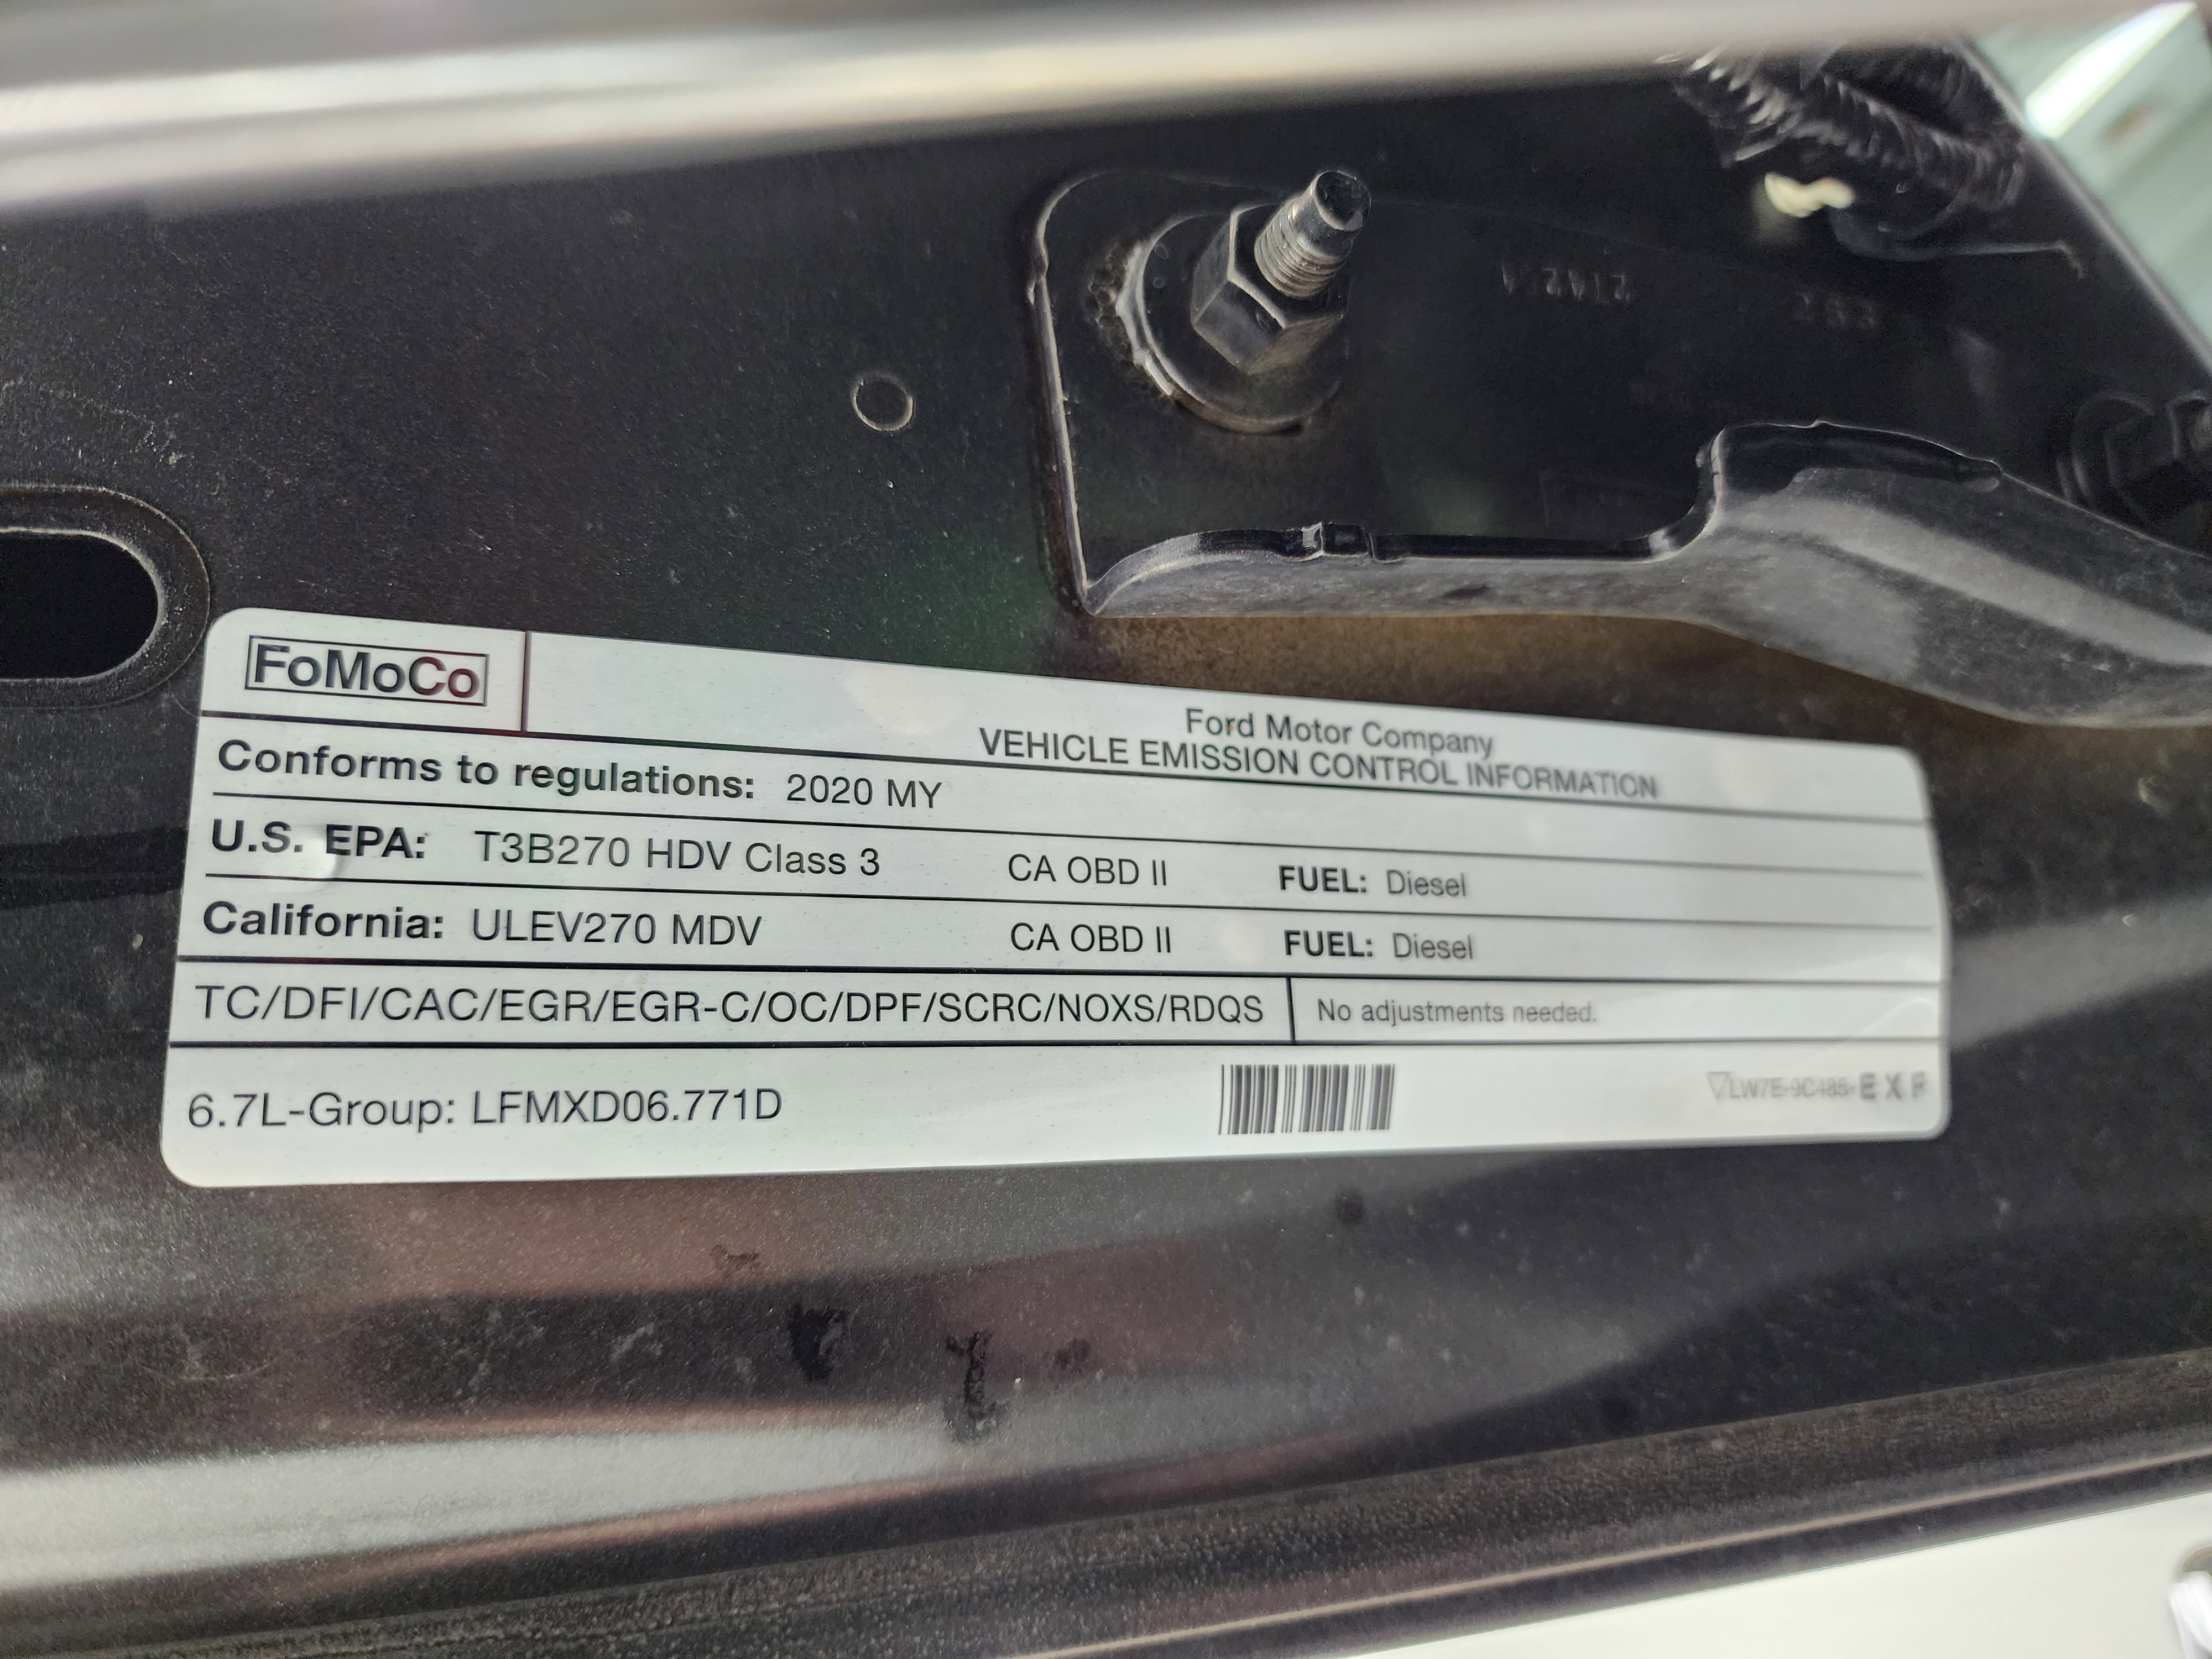 FoMoCo
Ford Motor Company
VEHICLE EMISSION CONTROL INFORMATION
Conforms to regulations: 2020 MY
U.S. EPA: T3B270 HDV Class 3 CA OBD II FUEL: Diesel
California: ULEV270 MDV CA OBD II FUEL: Diesel
TC/DFI/CAC/EGR/EGR-C/OC/DPF/SCRC/NOXS/RDQS No adjustments needed.
6.7L-Group: LFMXD06.771D
LW7E-9C485-EXF